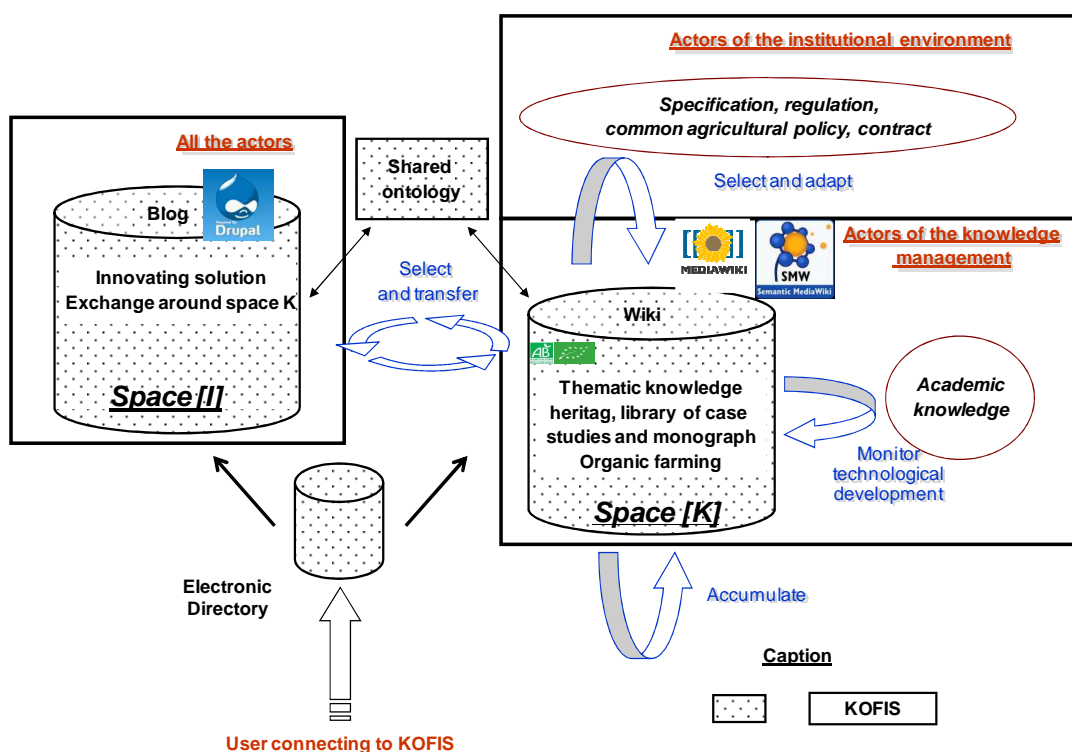 Actors of the institutional environment
Specification, regulation,
common agricultural policy, contract
Select and adapt
All the actors
Blog
Powered by
Drupal
Innovating solution
Exchange around space K
Space [I]
Shared
ontology
Select
and transfer
[[ ]]
MEDIAWIKI
SMW
Semantic MediaWiki
Actors of the knowledge
management
Wiki
AB
Thematic knowledge
heritag, library of case
studies and monograph
Organic farming
Space [K]
Academic
knowledge
Monitor
technological
development
Electronic
Directory
Accumulate
Caption
KOFIS
User connecting to KOFIS